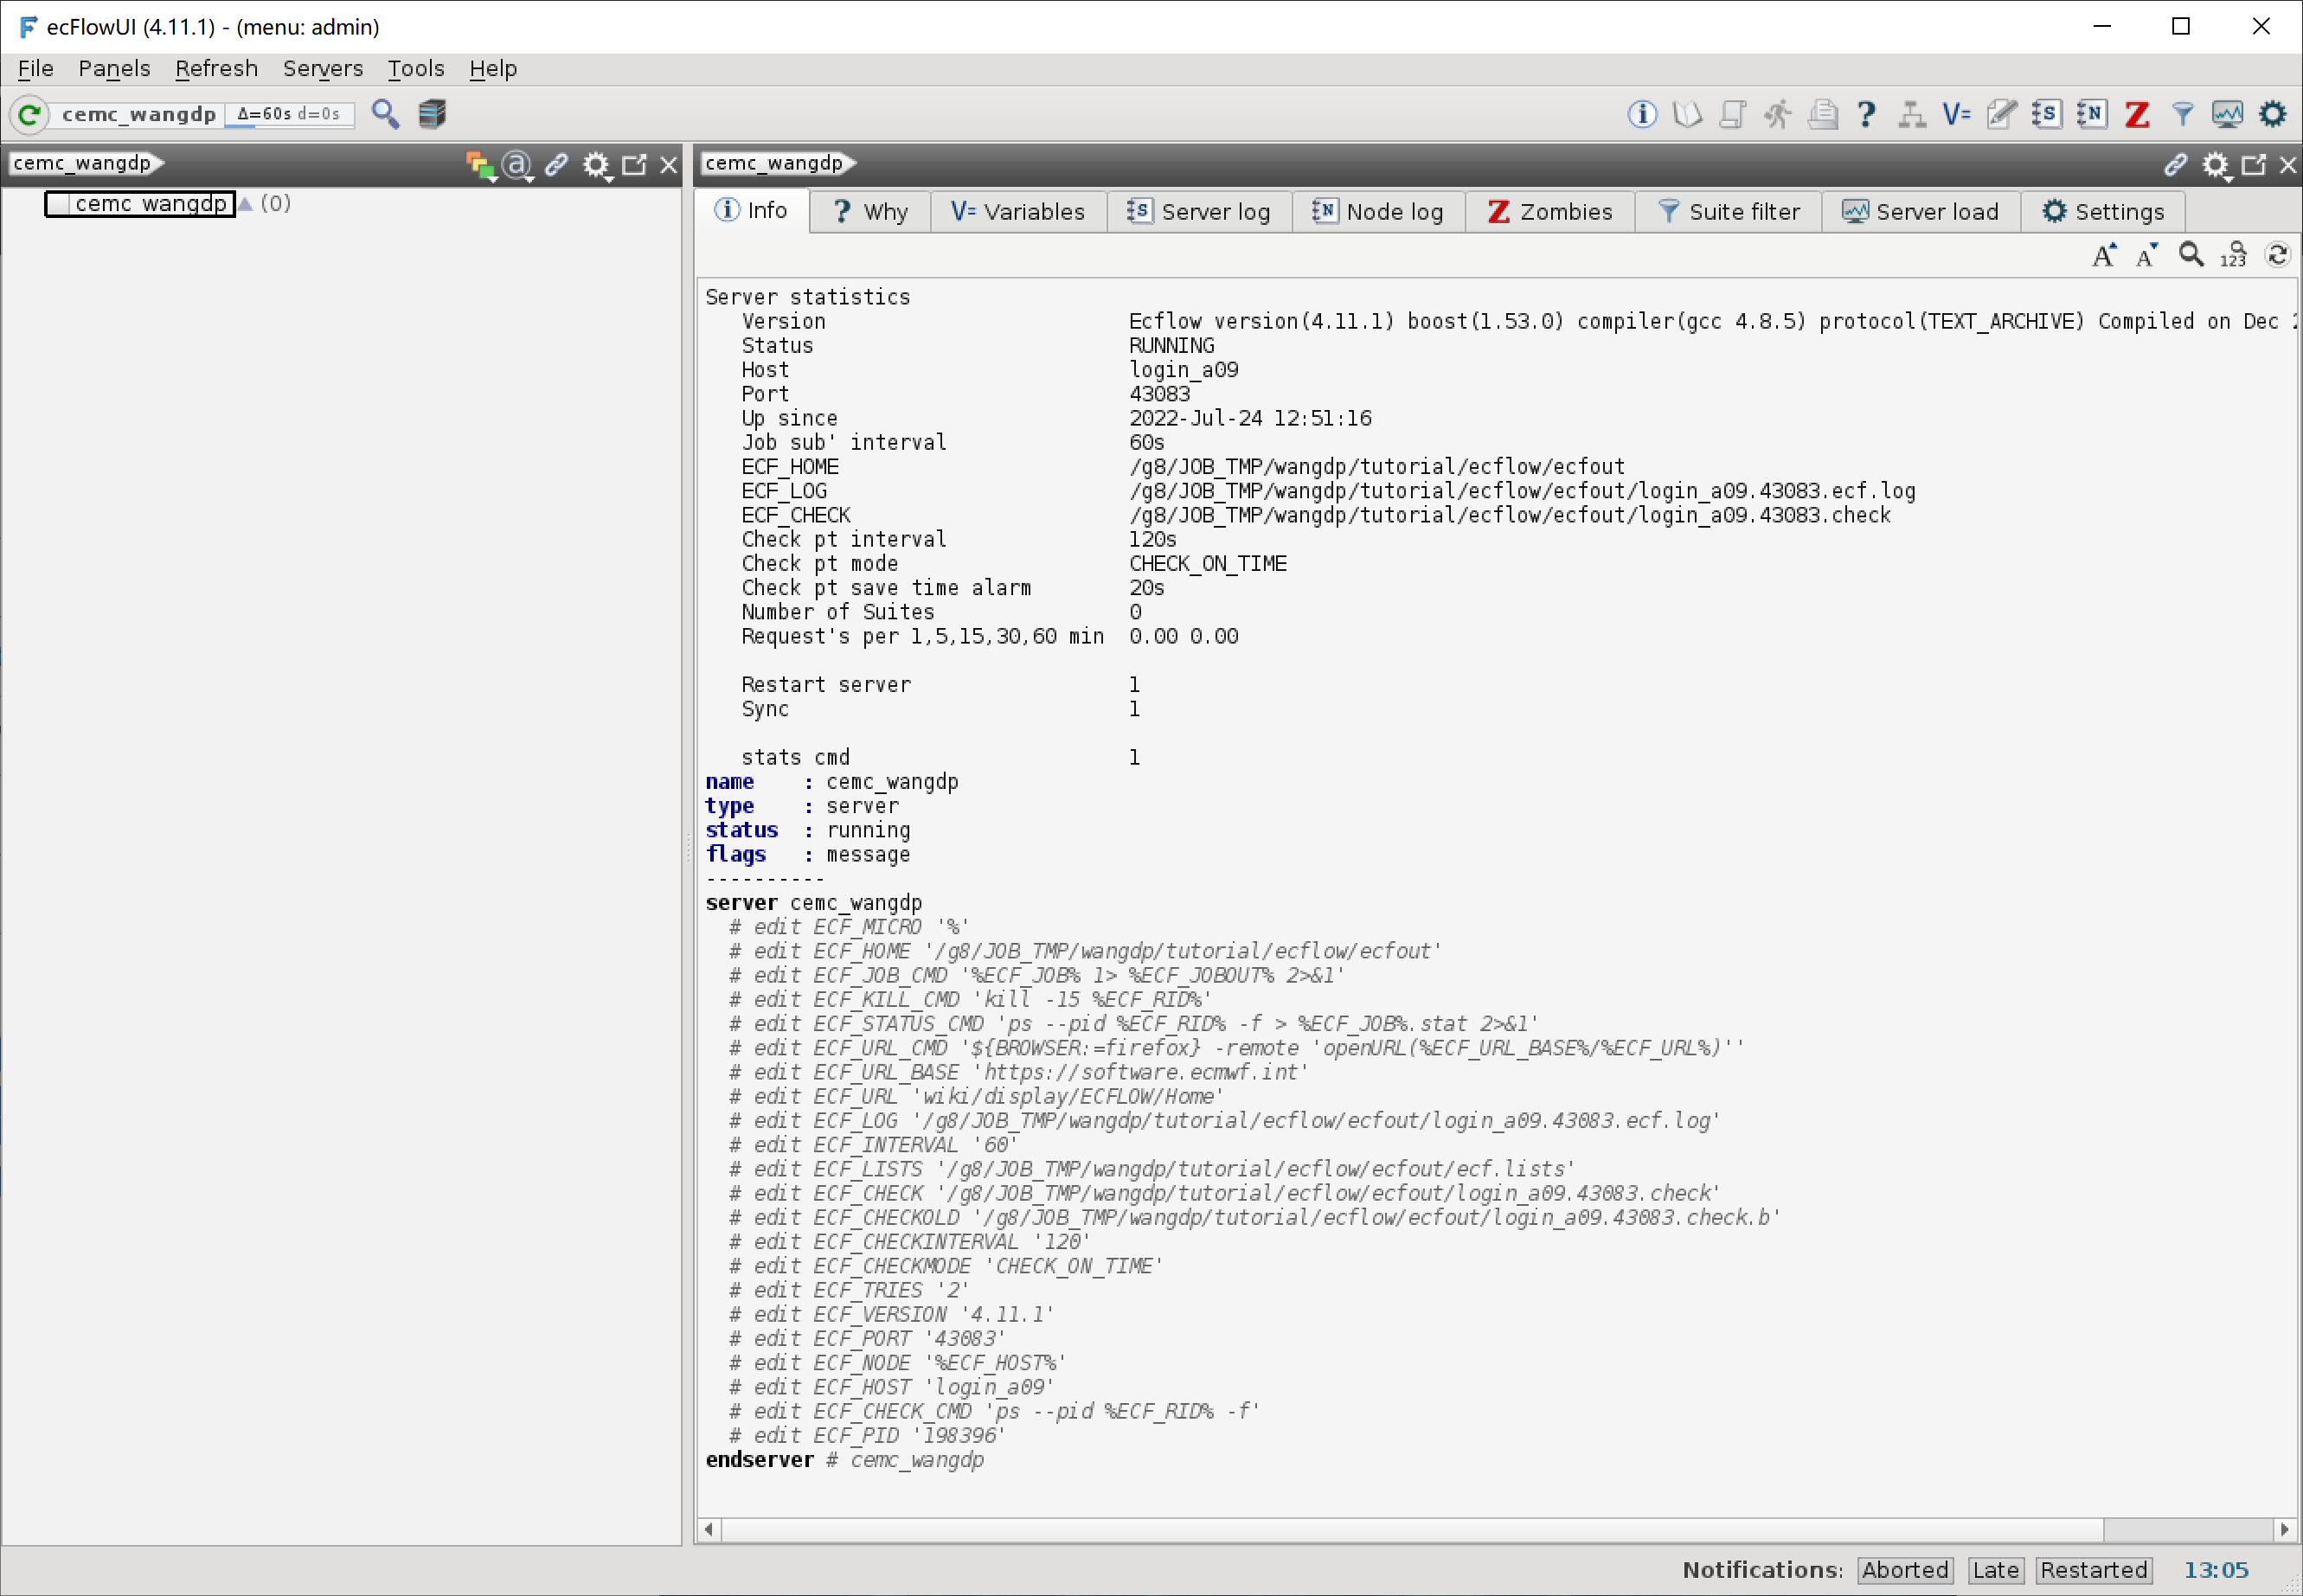 ecFlowUI (4.11.1) - (menu: admin)
File Panels Refresh Servers Tools Help
cemc_wangdp Δ=60s d=0s
cemc_wangdp
cemc_wangdp (0)
cemc_wangdp
Info Why Variables Server log Node log Zombies Suite filter Server load Settings
Server statistics
Version Ecflow version(4.11.1) boost(1.53.0) compiler(gcc 4.8.5) protocol(TEXT_ARCHIVE) Compiled on Dec
Status RUNNING
Host login_a09
Port 43083
Up since 2022-Jul-24 12:51:16
Job sub' interval 60s
ECF_HOME /g8/JOB_TMP/wangdp/tutorial/ecflow/ecfout
ECF_LOG /g8/JOB_TMP/wangdp/tutorial/ecflow/ecfout/login_a09.43083.ecf.log
ECF_CHECK /g8/JOB_TMP/wangdp/tutorial/ecflow/ecfout/login_a09.43083.check
Check pt interval 120s
Check pt mode CHECK_ON_TIME
Check pt save time alarm 20s
Number of Suites 0
Request's per 1,5,15,30,60 min 0.00 0.00
Restart server 1
Sync 1
stats cmd 1
name : cemc_wangdp
type : server
status : running
flags : message
----------
server cemc_wangdp
# edit ECF_MICRO '%'
# edit ECF_HOME '/g8/JOB_TMP/wangdp/tutorial/ecflow/ecfout'
# edit ECF_JOB_CMD '%ECF_JOB% 1> %ECF_JOBOUT% 2>&1'
# edit ECF_KILL_CMD 'kill -15 %ECF_RID%'
# edit ECF_STATUS_CMD 'ps --pid %ECF_RID% -f > %ECF_JOB%.stat 2>&1'
# edit ECF_URL_CMD '${BROWSER:=firefox} -remote 'openURL(%ECF_URL_BASE%/%ECF_URL%)''
# edit ECF_URL_BASE 'https://software.ecmwf.int'
# edit ECF_URL 'wiki/display/ECFLOW/Home'
# edit ECF_LOG '/g8/JOB_TMP/wangdp/tutorial/ecflow/ecfout/login_a09.43083.ecf.log'
# edit ECF_INTERVAL '60'
# edit ECF_LISTS '/g8/JOB_TMP/wangdp/tutorial/ecflow/ecfout/ecf.lists'
# edit ECF_CHECK '/g8/JOB_TMP/wangdp/tutorial/ecflow/ecfout/login_a09.43083.check'
# edit ECF_CHECKOLD '/g8/JOB_TMP/wangdp/tutorial/ecflow/ecfout/login_a09.43083.check.b'
# edit ECF_CHECKINTERVAL '120'
# edit ECF_CHECKMODE 'CHECK_ON_TIME'
# edit ECF_TRIES '2'
# edit ECF_VERSION '4.11.1'
# edit ECF_PORT '43083'
# edit ECF_NODE '%ECF_HOST%'
# edit ECF_HOST 'login_a09'
# edit ECF_CHECK_CMD 'ps --pid %ECF_RID% -f'
# edit ECF_PID '198396'
endserver # cemc_wangdp
Notifications: Aborted Late Restarted 13:05